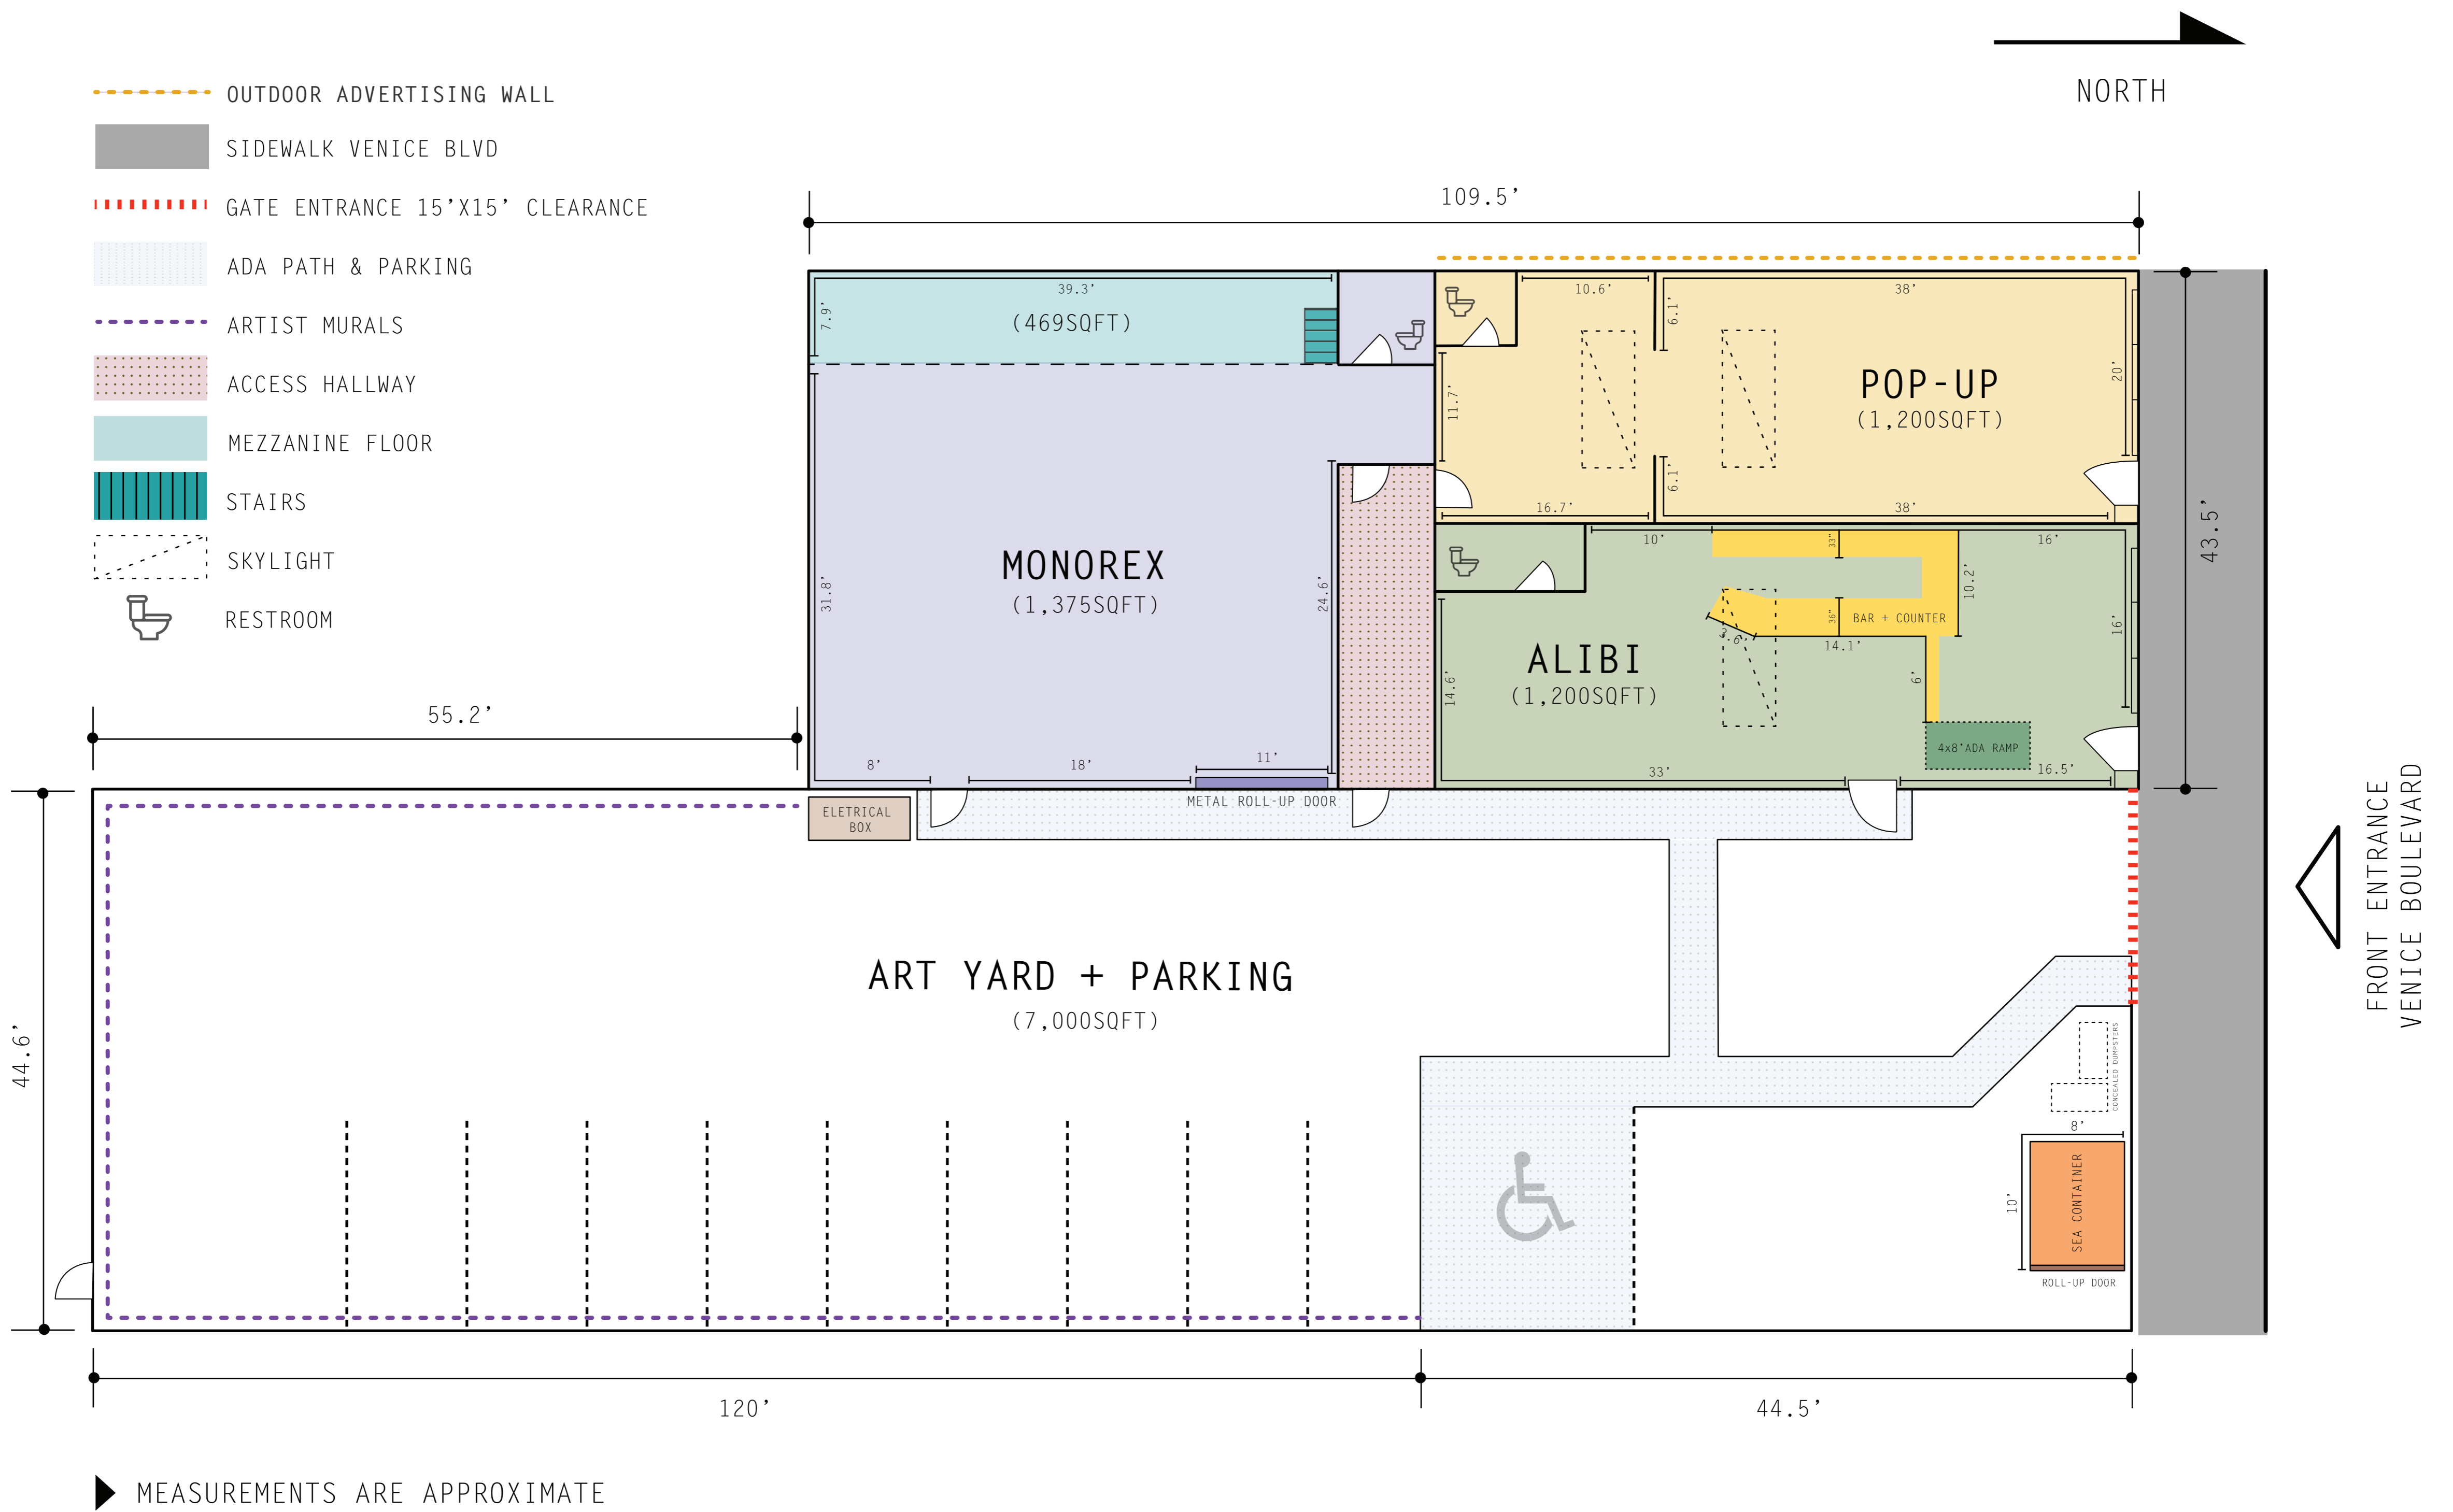 NORTH
OUTDOOR ADVERTISING WALL
SIDEWALK VENICE BLVD
GATE ENTRANCE 15’X15’ CLEARANCE
ADA PATH & PARKING
ARTIST MURALS
ACCESS HALLWAY
MEZZANINE FLOOR
STAIRS
SKYLIGHT
RESTROOM
109.5’
39.3’
(469SQFT)
7.9’
10.6’
6.1’
38’
POP-UP
(1,200SQFT)
20’
11.7’
6.1’
16.7’
38’
43.5’
MONOREX
(1,375SQFT)
31.8’
24.6’
8’
18’
11’
METAL ROLL-UP DOOR
10’
33”
16’
10.2’
36”
BAR + COUNTER
3.6’
14.1’
16’
6’
ALIBI
(1,200SQFT)
14.6’
4x8’ADA RAMP
33’
16.5’
55.2’
ELETRICAL
BOX
44.6’
ART YARD + PARKING
(7,000SQFT)
FRONT ENTRANCE
VENICE BOULEVARD
CONCEALED DUMPSTERS
8’
10’
SEA CONTAINER
ROLL-UP DOOR
120’
44.5’
MEASUREMENTS ARE APPROXIMATE